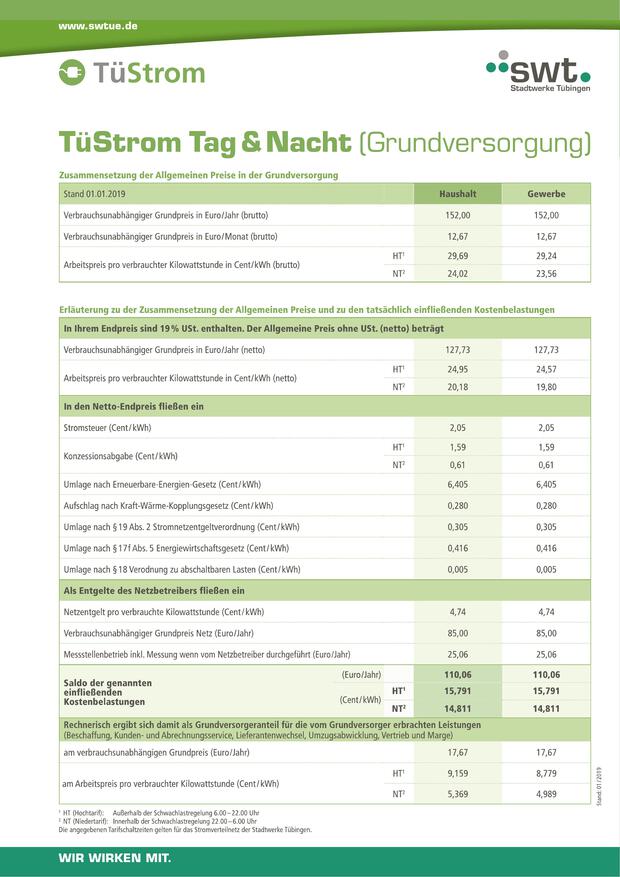 www.swtue.de
TüStrom
swt.
Stadtwerke Tübingen
TüStrom Tag & Nacht (Grundversorgung)
Zusammensetzung der Allgemeinen Preise in der Grundversorgung
Stand 01.01.2019 Haushalt Gewerbe
Verbrauchsunabhängiger Grundpreis in Euro/Jahr (brutto) 152,00 152,00
Verbrauchsunabhängiger Grundpreis in Euro/Monat (brutto) 12,67 12,67
Arbeitspreis pro verbrauchter Kilowattstunde in Cent/kWh (brutto) HT¹ 29,69 29,24
NT² 24,02 23,56
Erläuterung zu der Zusammensetzung der Allgemeinen Preise und zu den tatsächlich einfließenden Kostenbelastungen
In Ihrem Endpreis sind 19% USt. enthalten. Der Allgemeine Preis ohne USt. (netto) beträgt
Verbrauchsunabhängiger Grundpreis in Euro/Jahr (netto) 127,73 127,73
Arbeitspreis pro verbrauchter Kilowattstunde in Cent/kWh (netto) HT¹ 24,95 24,57
NT² 20,18 19,80
In den Netto-Endpreis fließen ein
Stromsteuer (Cent/kWh) 2,05 2,05
Konzessionsabgabe (Cent/kWh) HT¹ 1,59 1,59
NT² 0,61 0,61
Umlage nach Erneuerbare-Energien-Gesetz (Cent/kWh) 6,405 6,405
Aufschlag nach Kraft-Wärme-Kopplungsgesetz (Cent/kWh) 0,280 0,280
Umlage nach §19 Abs. 2 Stromnetzentgeltverordnung (Cent/kWh) 0,305 0,305
Umlage nach §17f Abs. 5 Energiewirtschaftsgesetz (Cent/kWh) 0,416 0,416
Umlage nach §18 Verodnung zu abschaltbaren Lasten (Cent/kWh) 0,005 0,005
Als Entgelte des Netzbetreibers fließen ein
Netzentgelt pro verbrauchte Kilowattstunde (Cent/kWh) 4,74 4,74
Verbrauchsunabhängiger Grundpreis Netz (Euro/Jahr) 85,00 85,00
Messstellenbetrieb inkl. Messung wenn vom Netzbetreiber durchgeführt (Euro/Jahr) 25,06 25,06
Saldo der genannten einfließenden Kostenbelastungen (Euro/Jahr) 110,06 110,06
(Cent/kWh) HT¹ 15,791 15,791
NT² 14,811 14,811
Rechnerisch ergibt sich damit als Grundversorgeranteil für die vom Grundversorger erbrachten Leistungen
(Beschaffung, Kunden- und Abrechnungsservice, Lieferantenwechsel, Umzugsabwicklung, Vertrieb und Marge)
am verbrauchsunabhängigen Grundpreis (Euro/Jahr) 17,67 17,67
am Arbeitspreis pro verbrauchter Kilowattstunde (Cent/kWh) HT¹ 9,159 8,779
NT² 5,369 4,989
Stand: 01/2019
¹ HT (Hochtarif): Außerhalb der Schwachlastregelung 6.00–22.00 Uhr
² NT (Niedertarif): Innerhalb der Schwachlastregelung 22.00–6.00 Uhr
Die angegebenen Tarifschaltzeiten gelten für das Stromverteilnetz der Stadtwerke Tübingen.
WIR WIRKEN MIT.